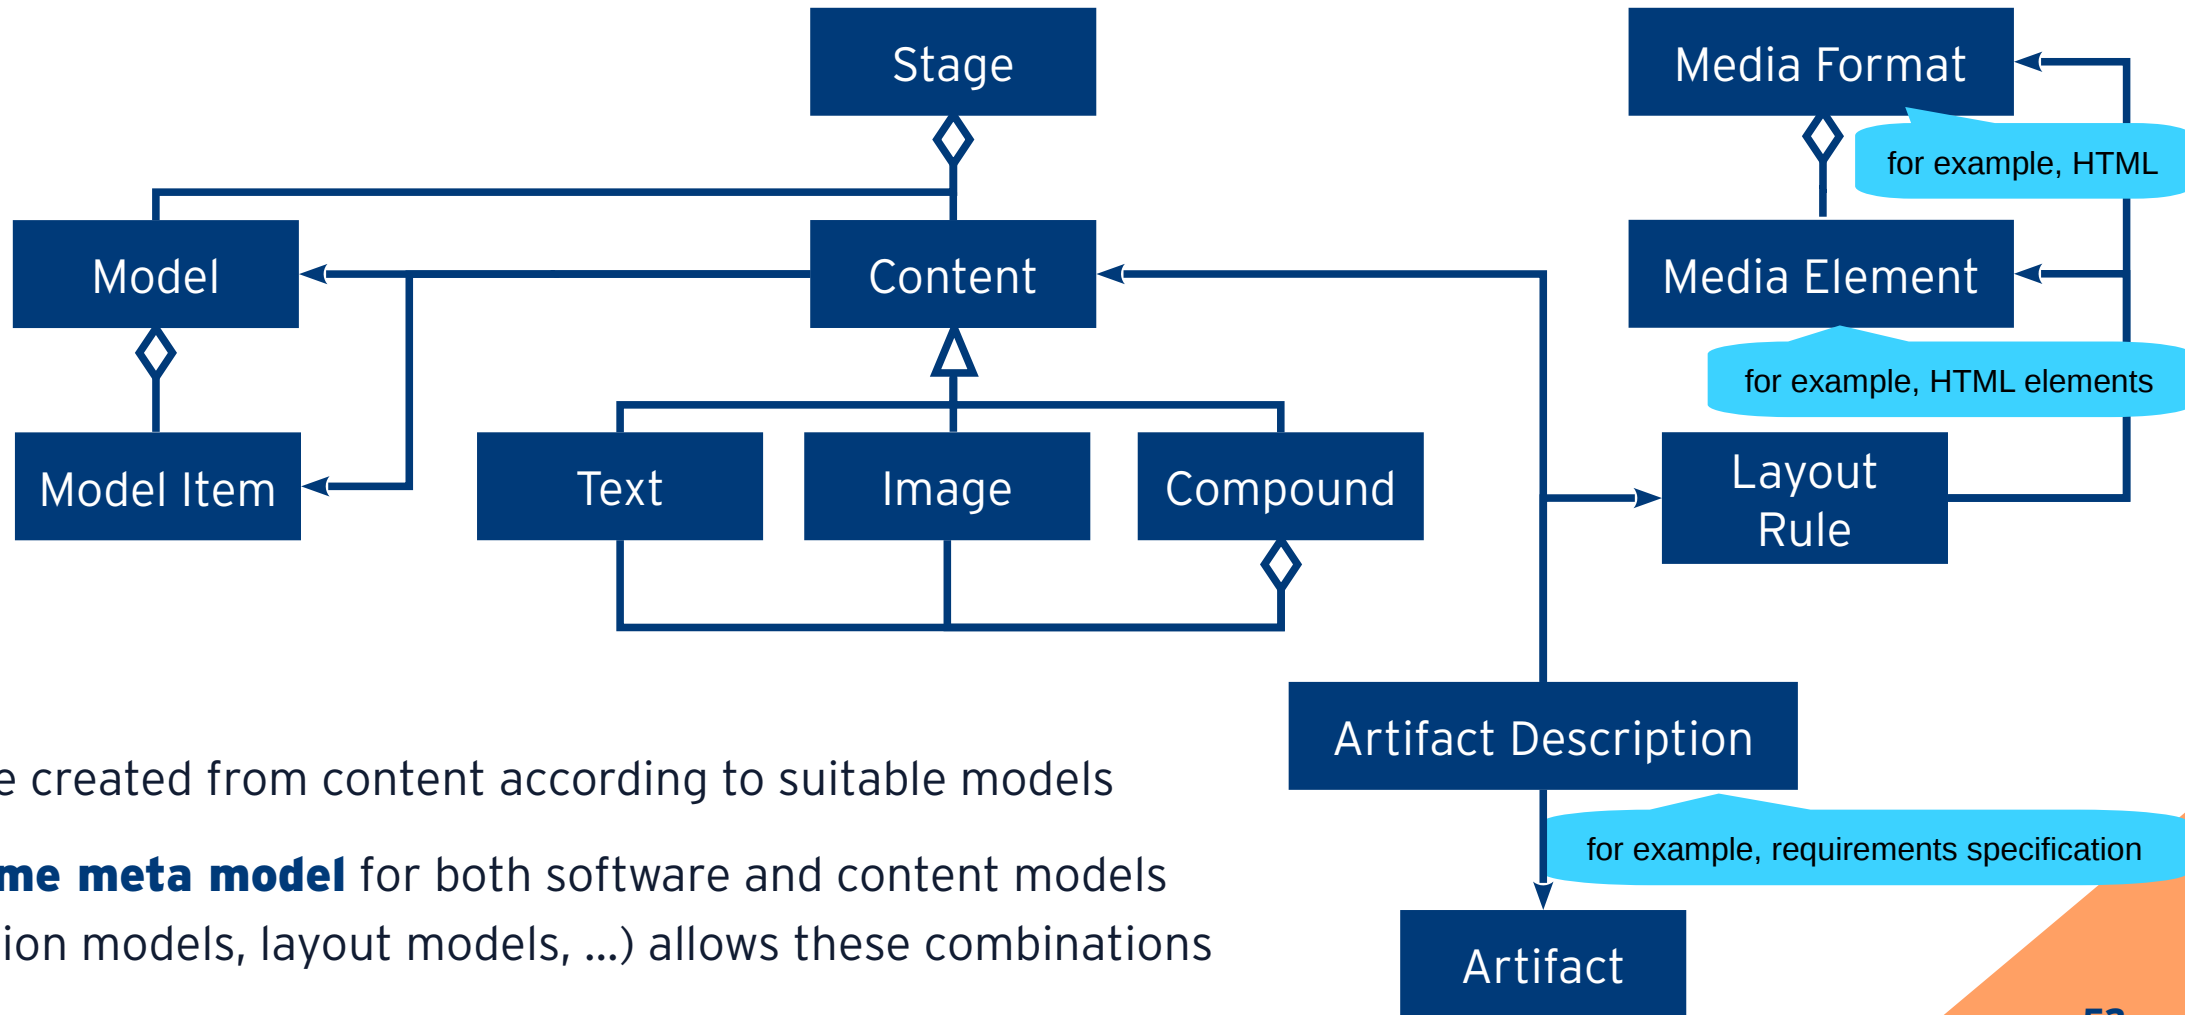 Stage
Media Format
for example, HTML
Model
Content
Media Element
for example, HTML elements
Model Item
Text
Image
Compound
Layout
Rule
Artifact Description
created from content according to suitable models
for example, requirements specification
meta model for both software and content models
models, layout models, ...) allows these combinations
Artifact